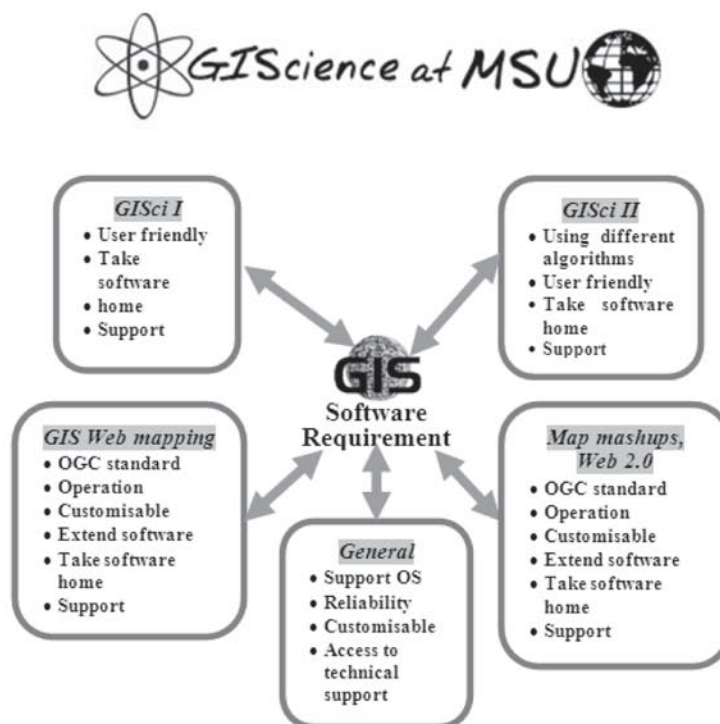 GIScience at MSU
GISci I
• User friendly
• Take
software
• home
• Support
GISci II
• Using different
algorithms
• User friendly
• Take software
home
• Support
GIS
Software
Requirement
GIS Web mapping
• OGC standard
• Operation
• Customisable
• Extend software
• Take software
home
• Support
General
• Support OS
• Reliability
• Customisable
• Access to
technical
support
Map mashups,
Web 2.0
• OGC standard
• Operation
• Customisable
• Extend software
• Take software
home
• Support